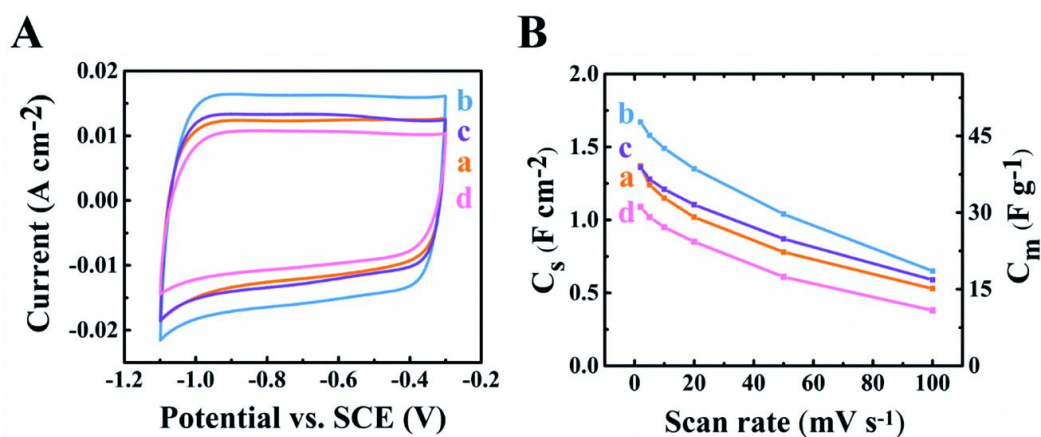 A
Current (A cm-2)
0.02
0.01
0.00
-0.01
-0.02
b
c
a
d
-1.2 -1.0 -0.8 -0.6 -0.4 -0.2
Potential vs. SCE (V)
B
Cs (F cm-2)
2.0
1.5
1.0
0.5
0.0
b
c
a
d
0 20 40 60 80 100
Scan rate (mV s-1)
45
30
15
0
Cm (F g-1)